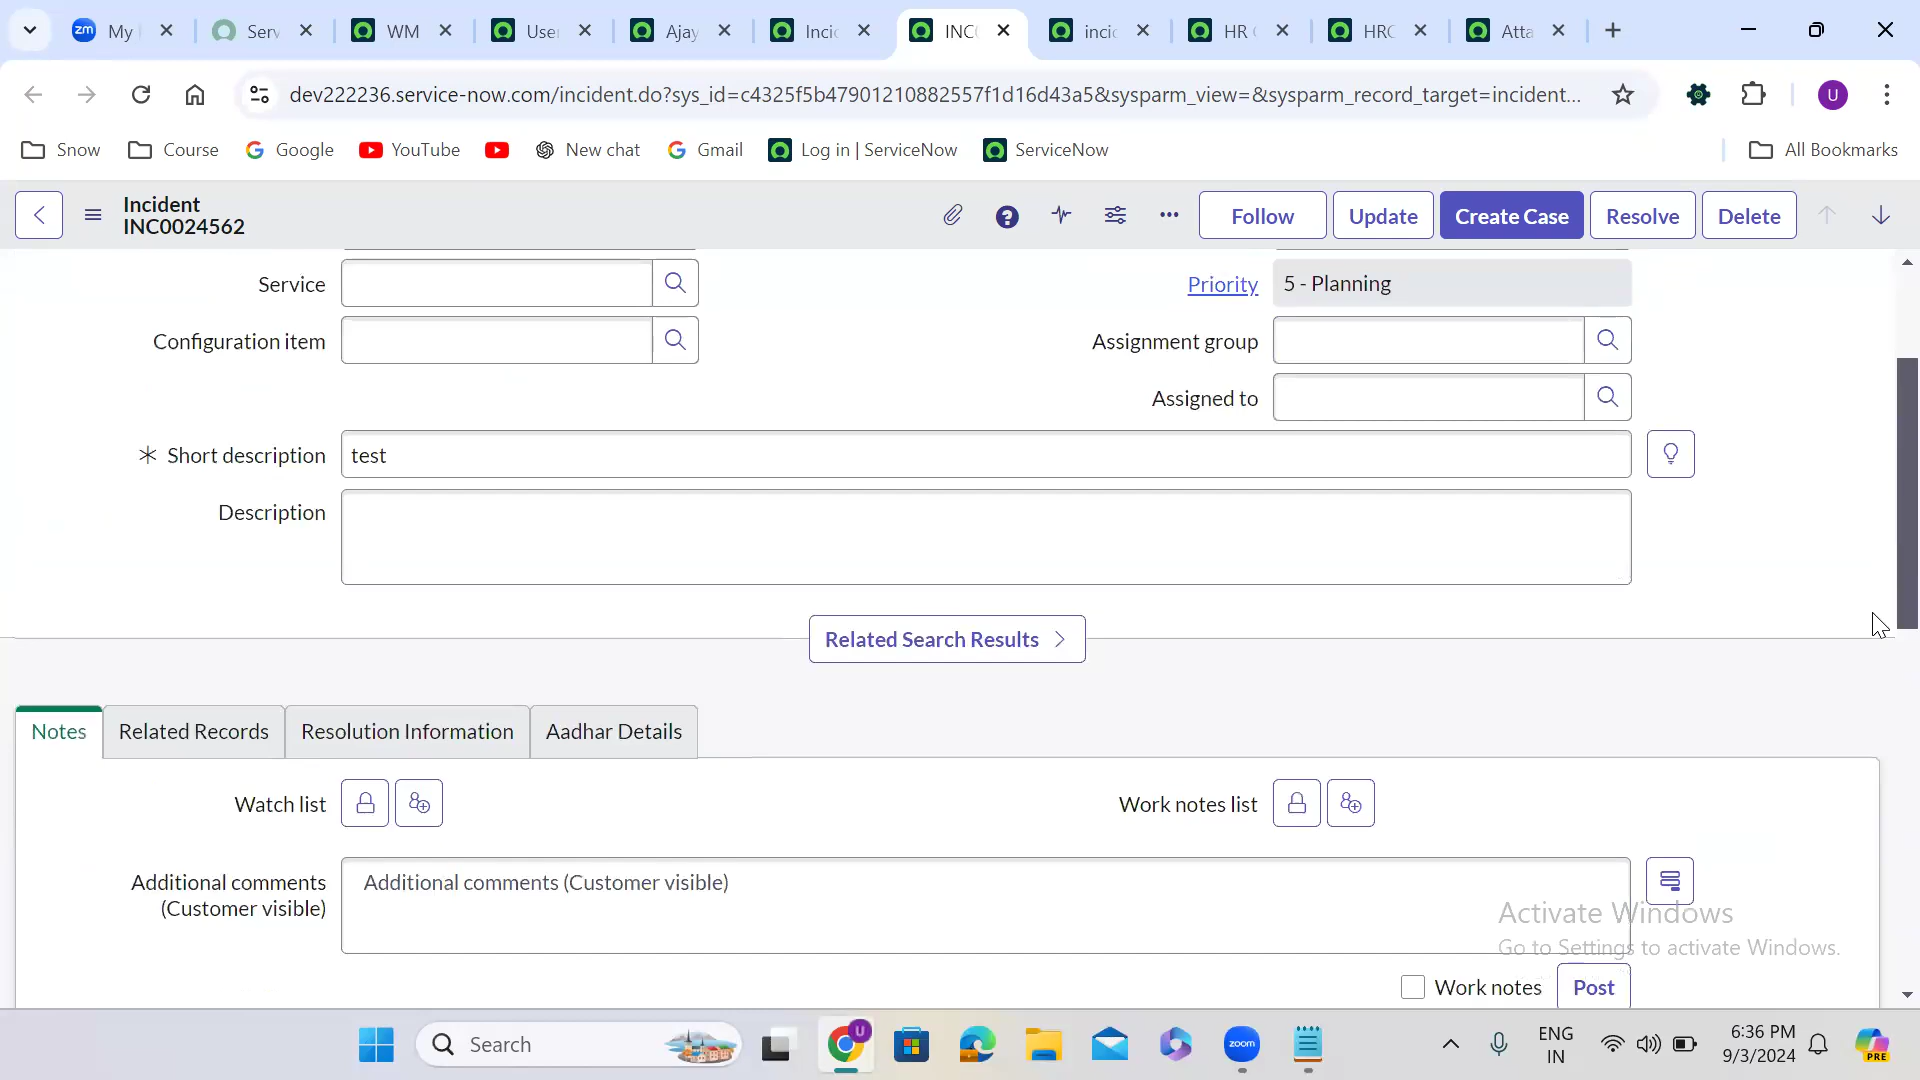 My
Serv
WM
User
Ajay
Incid
INC0
incid
HR
HRC
Atta
dev222236.service-now.com/incident.do?sys_id=c4325f5b47901210882557f1d16d43a5&sysparm_view=&sysparm_record_target=incident...
U
Snow
Course
Google
YouTube
New chat
Gmail
Log in | ServiceNow
ServiceNow
All Bookmarks
Incident
INC0024562
Follow
Update
Create Case
Resolve
Delete
Service
Priority
5 - Planning
Configuration item
Assignment group
Assigned to
Short description
test
Description
Related Search Results
Notes
Related Records
Resolution Information
Aadhar Details
Watch list
Work notes list
Additional comments
(Customer visible)
Additional comments (Customer visible)
Activate Windows
Go to Settings to activate Windows.
Work notes
Post
Search
U
zoom
ENG
IN
6:36 PM
9/3/2024
PRE